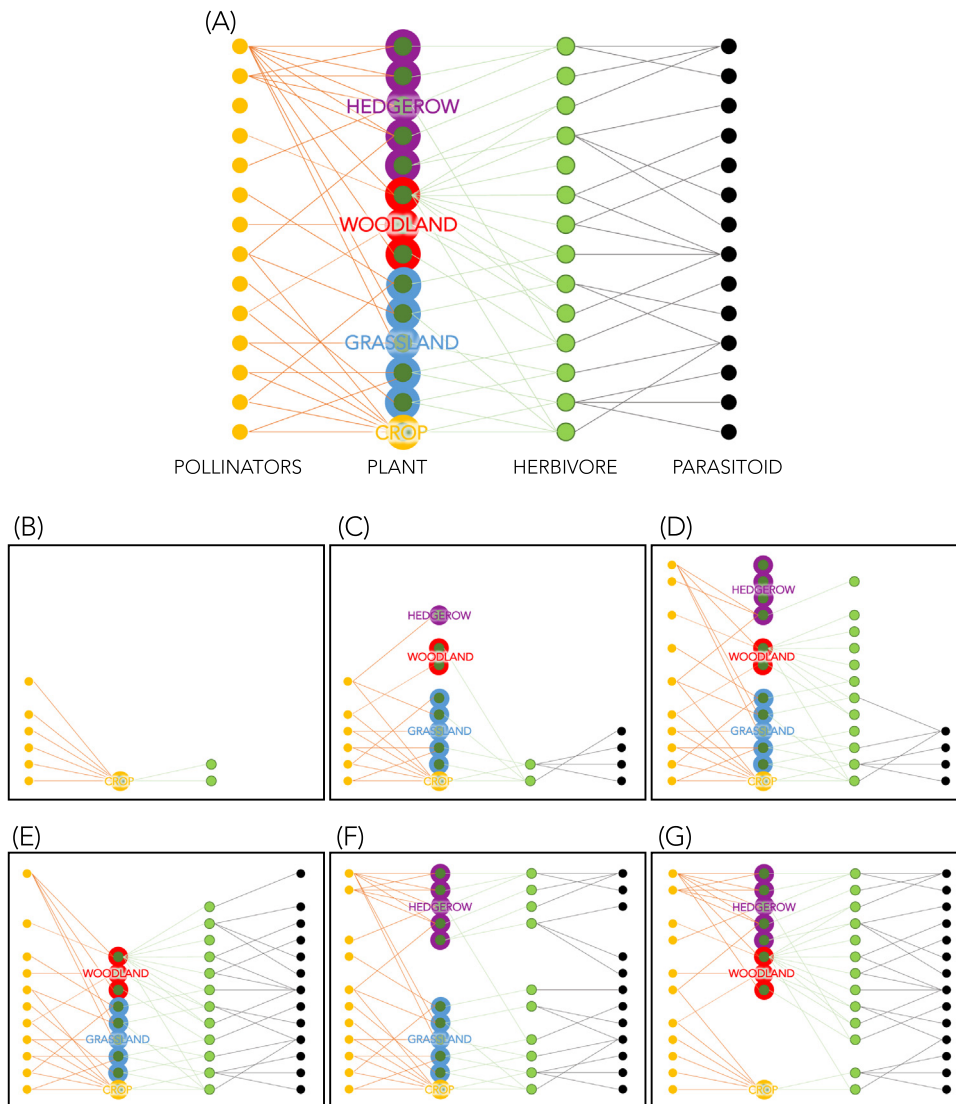 (A)
HEDGEROW
WOODLAND
GRASSLAND
CROP
POLLINATORS PLANT HERBIVORE PARASITOID
(B) (C) (D)
CROP
HEDGEROW
WOODLAND
GRASSLAND
CROP
HEDGEROW
WOODLAND
GRASSLAND
CROP
(E) (F) (G)
WOODLAND
GRASSLAND
CROP
HEDGEROW
GRASSLAND
CROP
HEDGEROW
WOODLAND
CROP